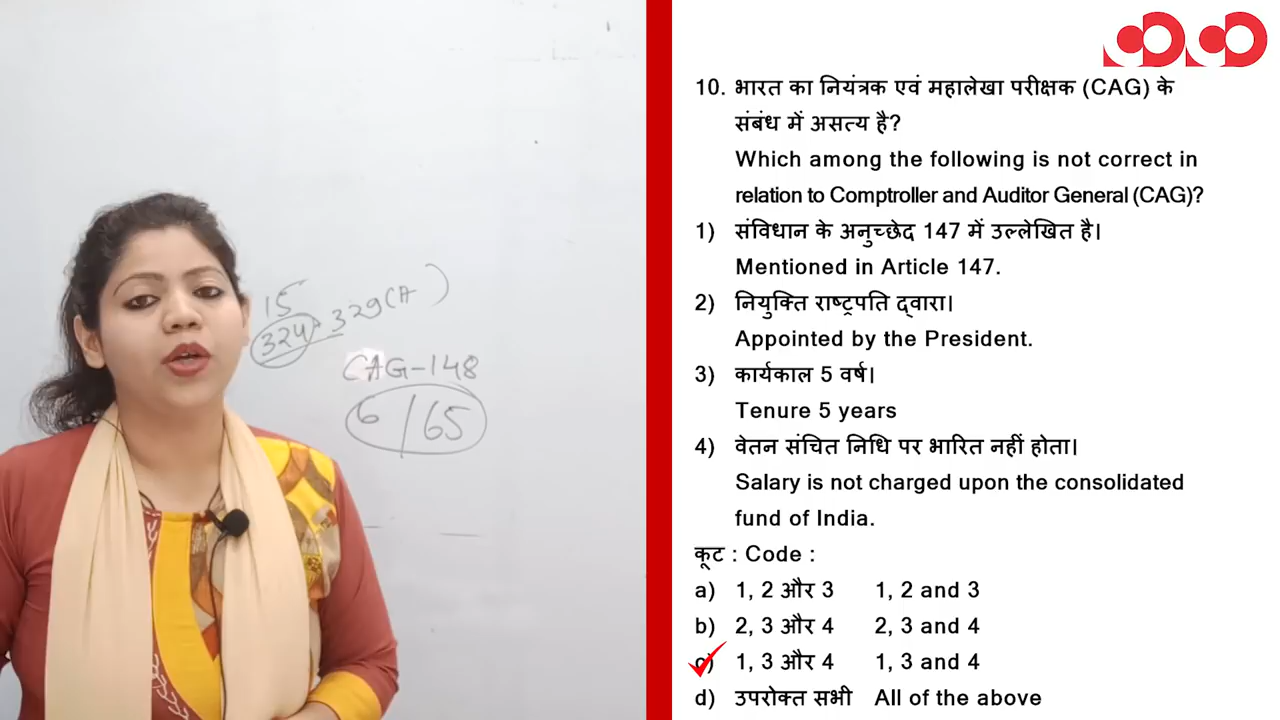 15
324 - 329(A)
CAG-148
6/65
10. भारत का नियंत्रक एवं महालेखा परीक्षक (CAG) के
संबंध में असत्य है?
Which among the following is not correct in
relation to Comptroller and Auditor General (CAG)?
1) संविधान के अनुच्छेद 147 में उल्लेखित है।
Mentioned in Article 147.
2) नियुक्ति राष्ट्रपति द्वारा।
Appointed by the President.
3) कार्यकाल 5 वर्ष।
Tenure 5 years
4) वेतन संचित निधि पर भारित नहीं होता।
Salary is not charged upon the consolidated
fund of India.
कूट : Code :
a) 1, 2 और 3 1, 2 and 3
b) 2, 3 और 4 2, 3 and 4
c) 1, 3 और 4 1, 3 and 4
d) उपरोक्त सभी All of the above